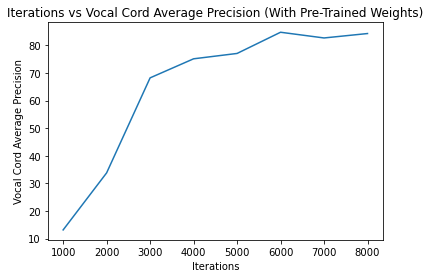 Iterations vs Vocal Cord Average Precision (With Pre-Trained Weights)
Vocal Cord Average Precision
80
70
60
50
40
30
20
10
1000 2000 3000 4000 5000 6000 7000 8000
Iterations